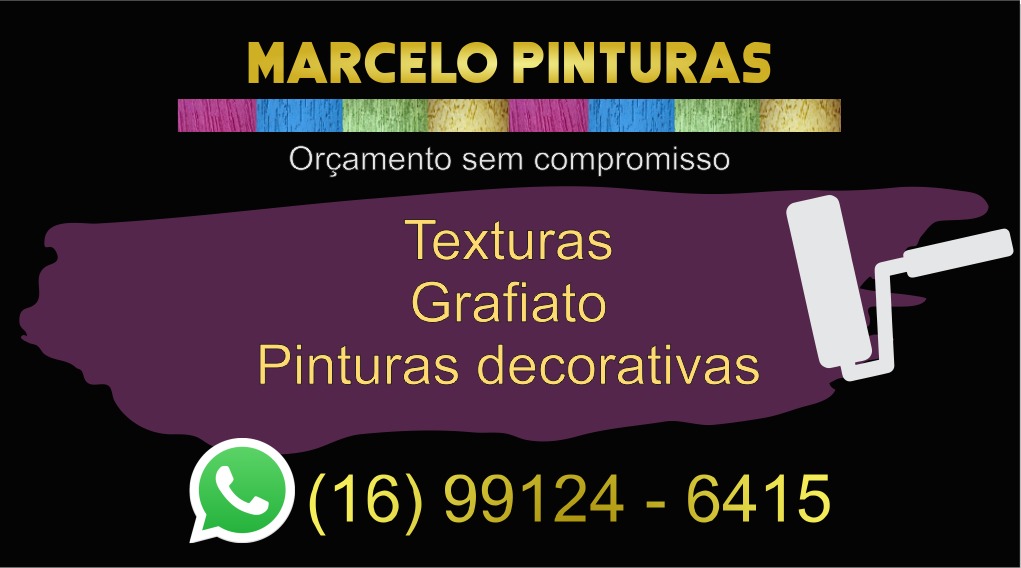 MARCELO PINTURAS
Orçamento sem compromisso
Texturas
Grafiato
Pinturas decorativas
(16) 99124 - 6415